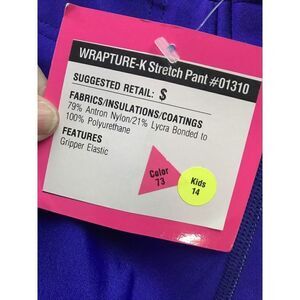 WRAPTURE-K Stretch Pant #01310
SUGGESTED RETAIL: $
FABRICS/INSULATIONS/COATINGS
79% Antron Nylon/21% Lycra Bonded to
100% Polyurethane
FEATURES
Gripper Elastic
Color
73
Kids
14